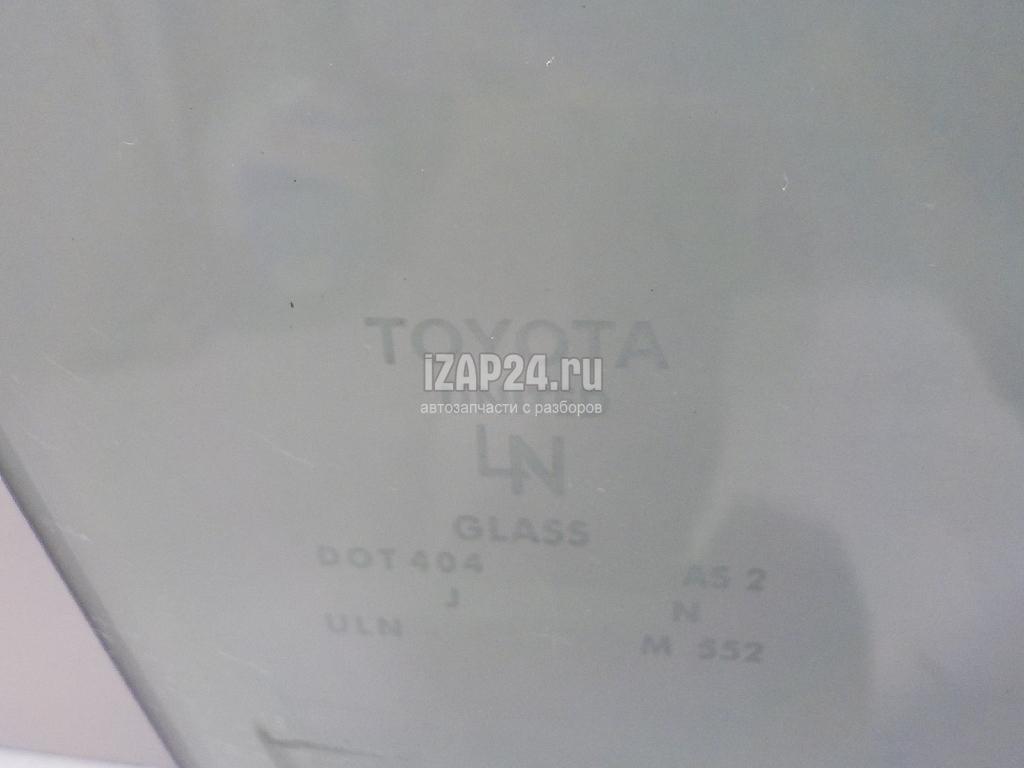 TOYOTA
iZAP24.ru
автозапчасти с разборов
LN
GLASS
DOT 404 AS 2
J N
ULN M 552